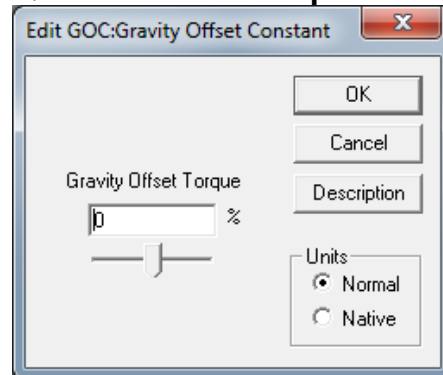 Edit GOC:Gravity Offset Constant
OK
Cancel
Description
Gravity Offset Torque
0 %
Units
Normal
Native